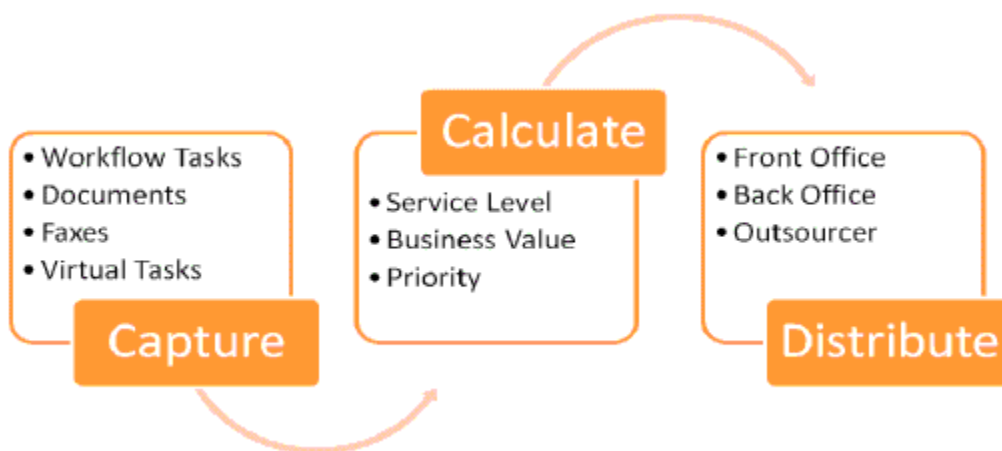 • Workflow Tasks
• Documents
• Faxes
• Virtual Tasks
Capture
Calculate
• Service Level
• Business Value
• Priority
• Front Office
• Back Office
• Outsourcer
Distribute